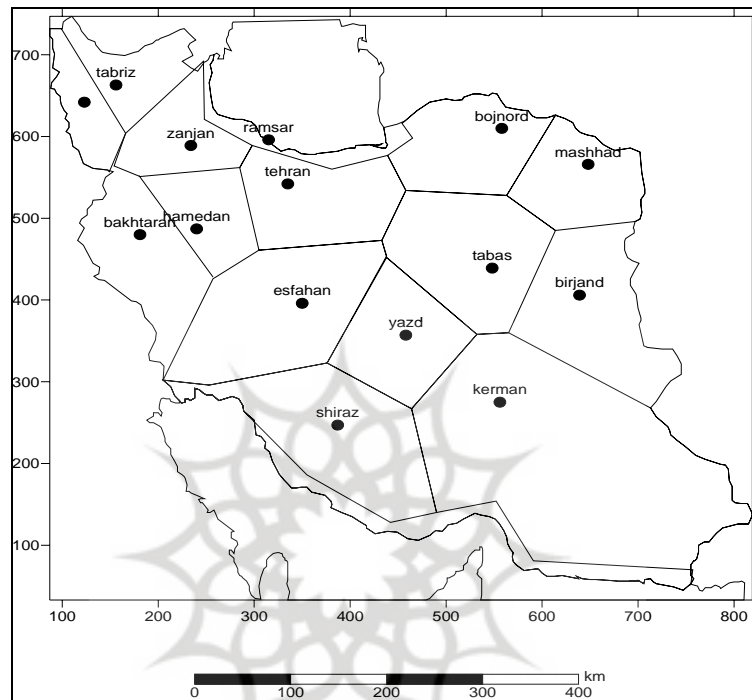 700
tabriz
600
zanjan
ramsar
bojnord
mashhad
tehran
500
bakhtaran
hamedan
tabas
birjand
400
esfahan
yazd
300
shiraz
kerman
200
100
100 200 300 400 500 600 700 800
km
0 100 200 300 400